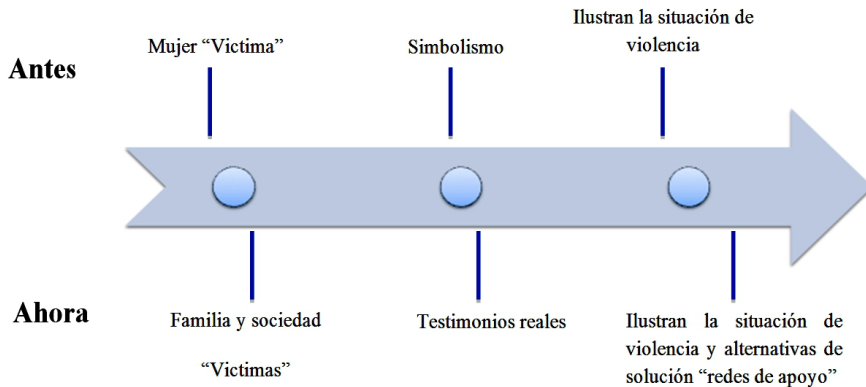 Antes
Mujer “Victima”
Simbolismo
Ilustran la situación de
violencia
Ahora
Familia y sociedad
“Victimas”
Testimonios reales
Ilustran la situación de
violencia y alternativas de
solución “redes de apoyo”